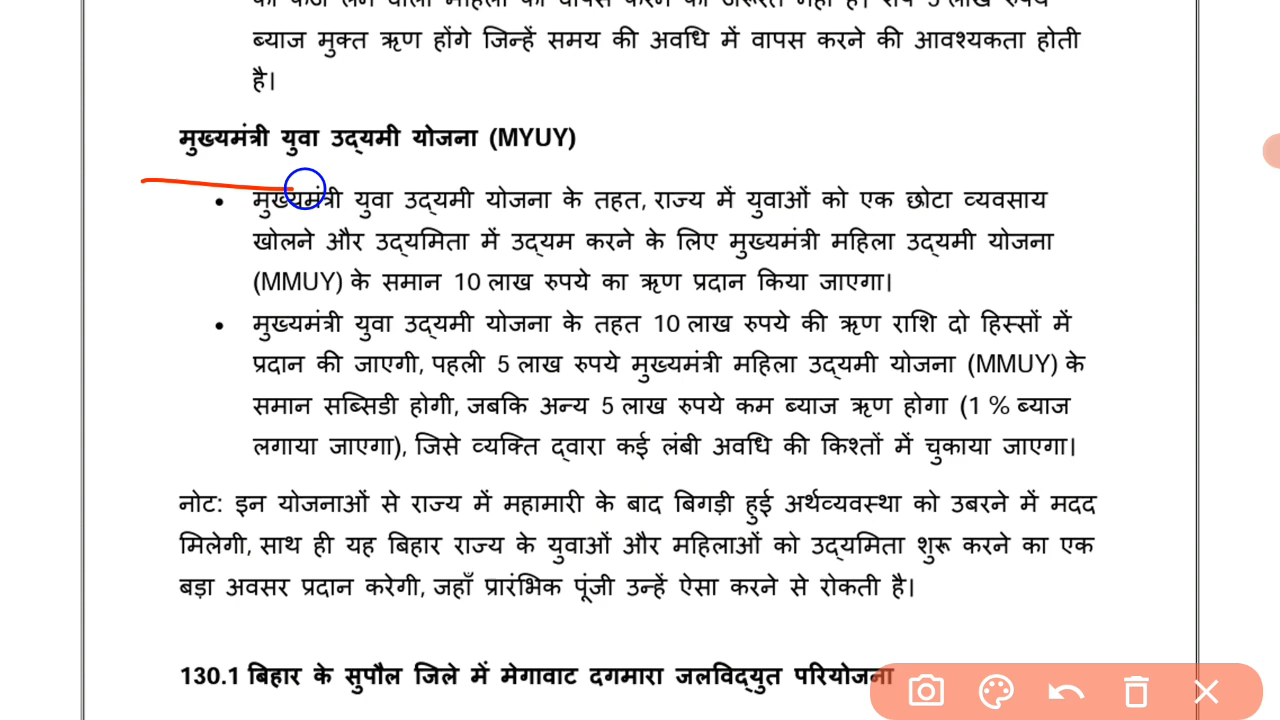 ब्याज मुक्त ऋण होंगे जिन्हें समय की अवधि में वापस करने की आवश्यकता होती
है।
मुख्यमंत्री युवा उद्यमी योजना (MYUY)
• मुख्यमंत्री युवा उद्यमी योजना के तहत, राज्य में युवाओं को एक छोटा व्यवसाय
खोलने और उद्यमिता में उद्यम करने के लिए मुख्यमंत्री महिला उद्यमी योजना
(MMUY) के समान 10 लाख रुपये का ऋण प्रदान किया जाएगा।
• मुख्यमंत्री युवा उद्यमी योजना के तहत 10 लाख रुपये की ऋण राशि दो हिस्सों में
प्रदान की जाएगी, पहली 5 लाख रुपये मुख्यमंत्री महिला उद्यमी योजना (MMUY) के
समान सब्सिडी होगी, जबकि अन्य 5 लाख रुपये कम ब्याज ऋण होगा (1 % ब्याज
लगाया जाएगा), जिसे व्यक्ति द्वारा कई लंबी अवधि की किश्तों में चुकाया जाएगा।
नोट: इन योजनाओं से राज्य में महामारी के बाद बिगड़ी हुई अर्थव्यवस्था को उबरने में मदद
मिलेगी, साथ ही यह बिहार राज्य के युवाओं और महिलाओं को उद्यमिता शुरू करने का एक
बड़ा अवसर प्रदान करेगी, जहाँ प्रारंभिक पूंजी उन्हें ऐसा करने से रोकती है।
130.1 बिहार के सुपौल जिले में मेगावाट दगमारा जलविद्युत परियोजना